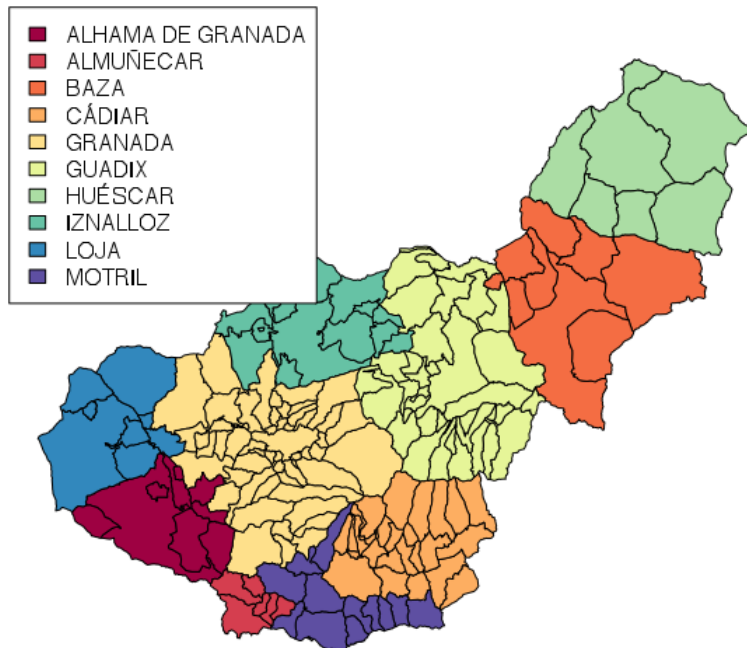 ALHAMA DE GRANADA
ALMUÑECAR
BAZA
CÁDIAR
GRANADA
GUADIX
HUÉSCAR
IZNALLOZ
LOJA
MOTRIL